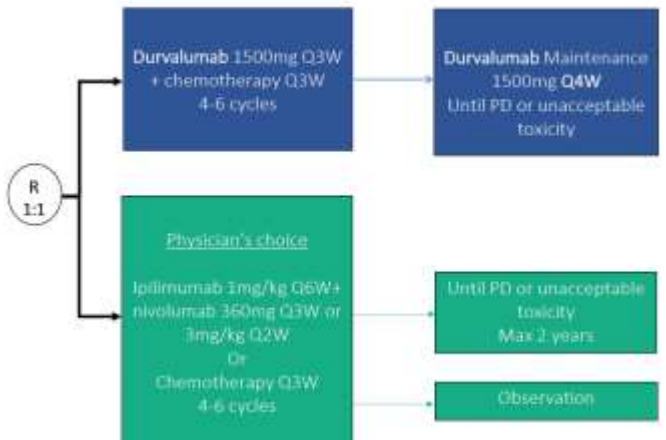 Durvalumab 1500mg Q3W
+ chemotherapy Q3W
4-6 cycles
Durvalumab Maintenance
1500mg Q4W
Until PD or unacceptable
toxicity
R
1:1
Physician's choice
Ipilimumab 1mg/kg Q6W+
nivolumab 360mg Q3W or
3mg/kg Q2W
Or
Chemotherapy Q3W
4-6 cycles
Until PD or unacceptable
toxicity
Max 2 years
Observation